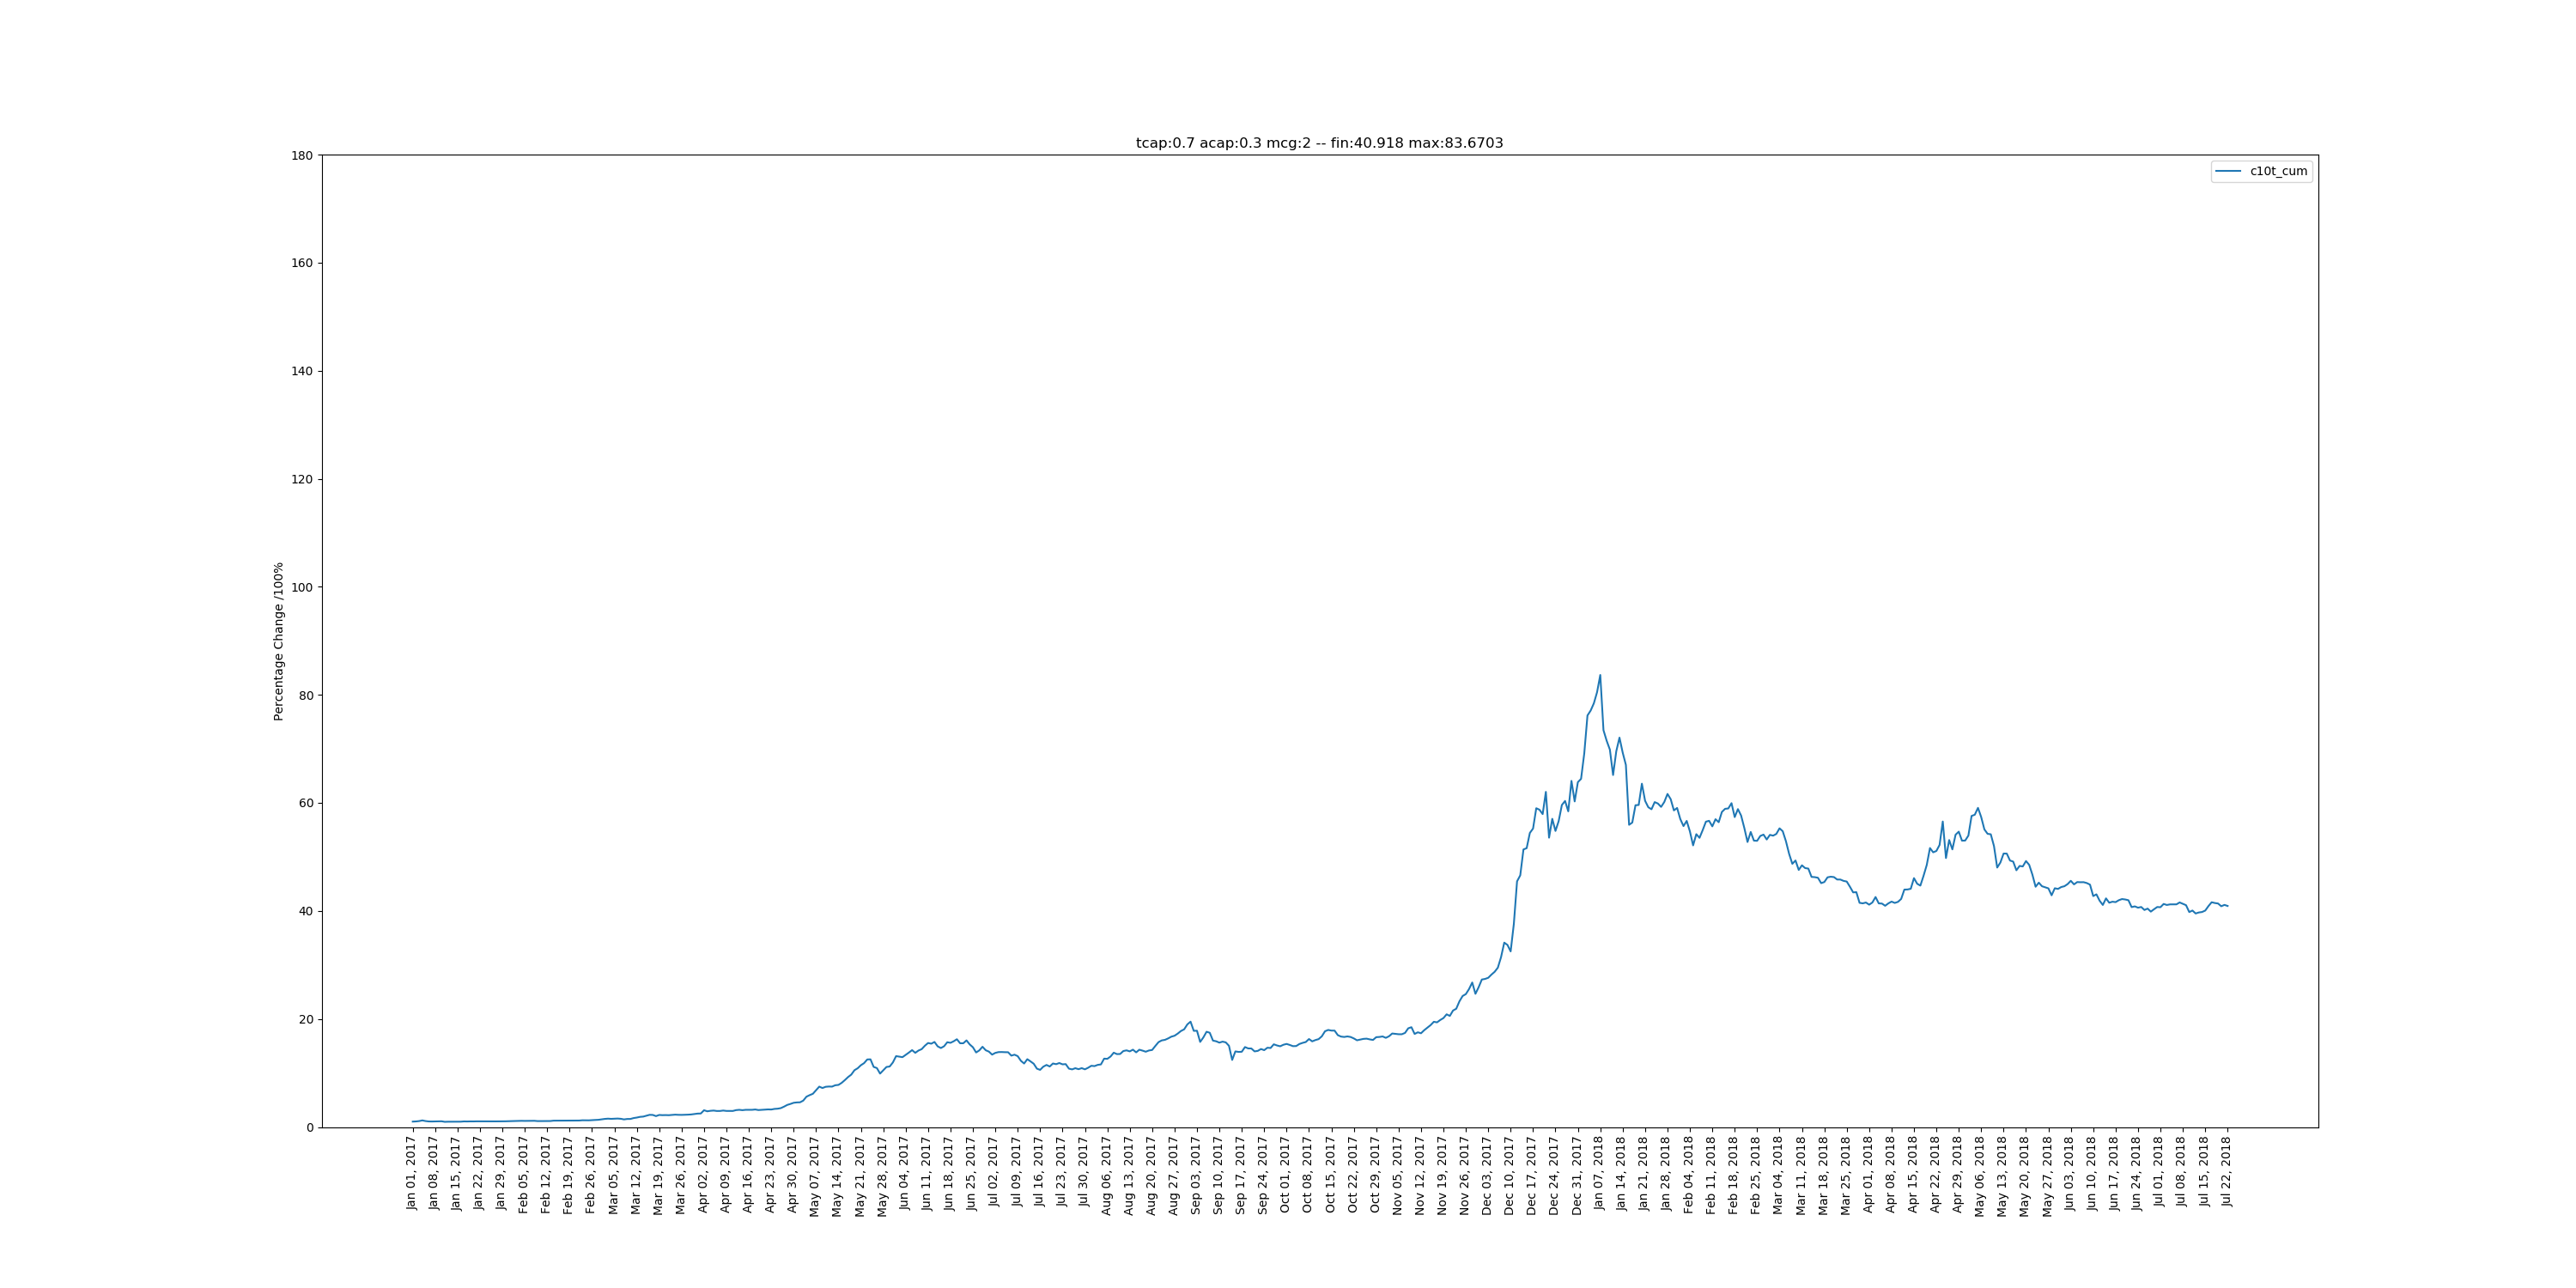 tcap:0.7 acap:0.3 mcg:2 -- fin:40.918 max:83.6703
c10t_cum
180
160
140
120
100
80
60
40
20
0
Percentage Change /100%
Jan 01, 2017
Jan 08, 2017
Jan 15, 2017
Jan 22, 2017
Jan 29, 2017
Feb 05, 2017
Feb 12, 2017
Feb 19, 2017
Feb 26, 2017
Mar 05, 2017
Mar 12, 2017
Mar 19, 2017
Mar 26, 2017
Apr 02, 2017
Apr 09, 2017
Apr 16, 2017
Apr 23, 2017
Apr 30, 2017
May 07, 2017
May 14, 2017
May 21, 2017
May 28, 2017
Jun 04, 2017
Jun 11, 2017
Jun 18, 2017
Jun 25, 2017
Jul 02, 2017
Jul 09, 2017
Jul 16, 2017
Jul 23, 2017
Jul 30, 2017
Aug 06, 2017
Aug 13, 2017
Aug 20, 2017
Aug 27, 2017
Sep 03, 2017
Sep 10, 2017
Sep 17, 2017
Sep 24, 2017
Oct 01, 2017
Oct 08, 2017
Oct 15, 2017
Oct 22, 2017
Oct 29, 2017
Nov 05, 2017
Nov 12, 2017
Nov 19, 2017
Nov 26, 2017
Dec 03, 2017
Dec 10, 2017
Dec 17, 2017
Dec 24, 2017
Dec 31, 2017
Jan 07, 2018
Jan 14, 2018
Jan 21, 2018
Jan 28, 2018
Feb 04, 2018
Feb 11, 2018
Feb 18, 2018
Feb 25, 2018
Mar 04, 2018
Mar 11, 2018
Mar 18, 2018
Mar 25, 2018
Apr 01, 2018
Apr 08, 2018
Apr 15, 2018
Apr 22, 2018
Apr 29, 2018
May 06, 2018
May 13, 2018
May 20, 2018
May 27, 2018
Jun 03, 2018
Jun 10, 2018
Jun 17, 2018
Jun 24, 2018
Jul 01, 2018
Jul 08, 2018
Jul 15, 2018
Jul 22, 2018